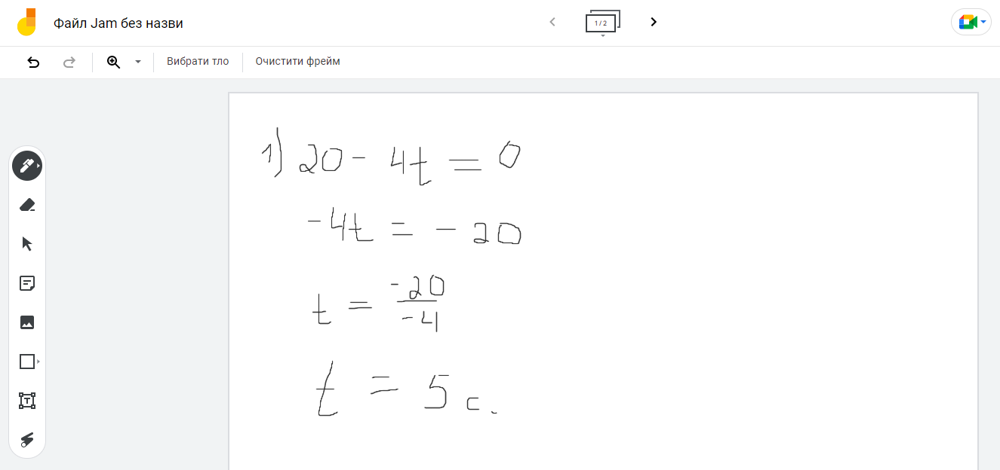 Файл Jam без назви
1 / 2
Вибрати тло
Очистити фрейм
1) 20 - 4t = 0
-4t = - 20
t = -20 / -4
t = 5 с.